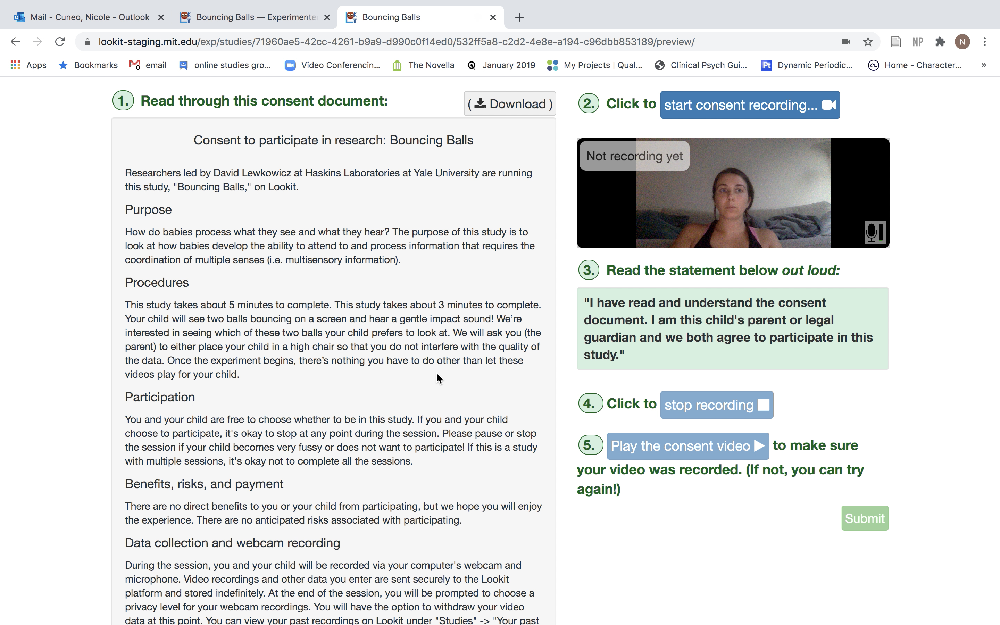 Mail - Cuneo, Nicole - Outlook
Bouncing Balls — Experimenter
Bouncing Balls
lookit-staging.mit.edu/exp/studies/71960ae5-42cc-4261-b9a9-d990c0f14ed0/532ff5a8-c2d2-4e8e-a194-c96dbb853189/preview/
NP
N
Apps
Bookmarks
email
online studies gro...
Video Conferencin...
The Novella
January 2019
My Projects | Qual...
Clinical Psych Gui...
Pt Dynamic Periodic...
CL Home - Character...
»
1. Read through this consent document:
( Download )
Consent to participate in research: Bouncing Balls
Researchers led by David Lewkowicz at Haskins Laboratories at Yale University are running
this study, "Bouncing Balls," on Lookit.
Purpose
How do babies process what they see and what they hear? The purpose of this study is to
look at how babies develop the ability to attend to and process information that requires the
coordination of multiple senses (i.e. multisensory information).
Procedures
This study takes about 5 minutes to complete. This study takes about 3 minutes to complete.
Your child will see two balls bouncing on a screen and hear a gentle impact sound! We’re
interested in seeing which of these two balls your child prefers to look at. We will ask you (the
parent) to either place your child in a high chair so that you do not interfere with the quality of
the data. Once the experiment begins, there’s nothing you have to do other than let these
videos play for your child.
Participation
You and your child are free to choose whether to be in this study. If you and your child
choose to participate, it's okay to stop at any point during the session. Please pause or stop
the session if your child becomes very fussy or does not want to participate! If this is a study
with multiple sessions, it's okay not to complete all the sessions.
Benefits, risks, and payment
There are no direct benefits to you or your child from participating, but we hope you will enjoy
the experience. There are no anticipated risks associated with participating.
Data collection and webcam recording
During the session, you and your child will be recorded via your computer's webcam and
microphone. Video recordings and other data you enter are sent securely to the Lookit
platform and stored indefinitely. At the end of the session, you will be prompted to choose a
privacy level for your webcam recordings. You will have the option to withdraw your video
data at this point. You can view your past recordings on Lookit under "Studies" -> "Your past
2. Click to start consent recording...
Not recording yet
3. Read the statement below out loud:
"I have read and understand the consent
document. I am this child's parent or legal
guardian and we both agree to participate in this
study."
4. Click to stop recording
5. Play the consent video to make sure
your video was recorded. (If not, you can try
again!)
Submit